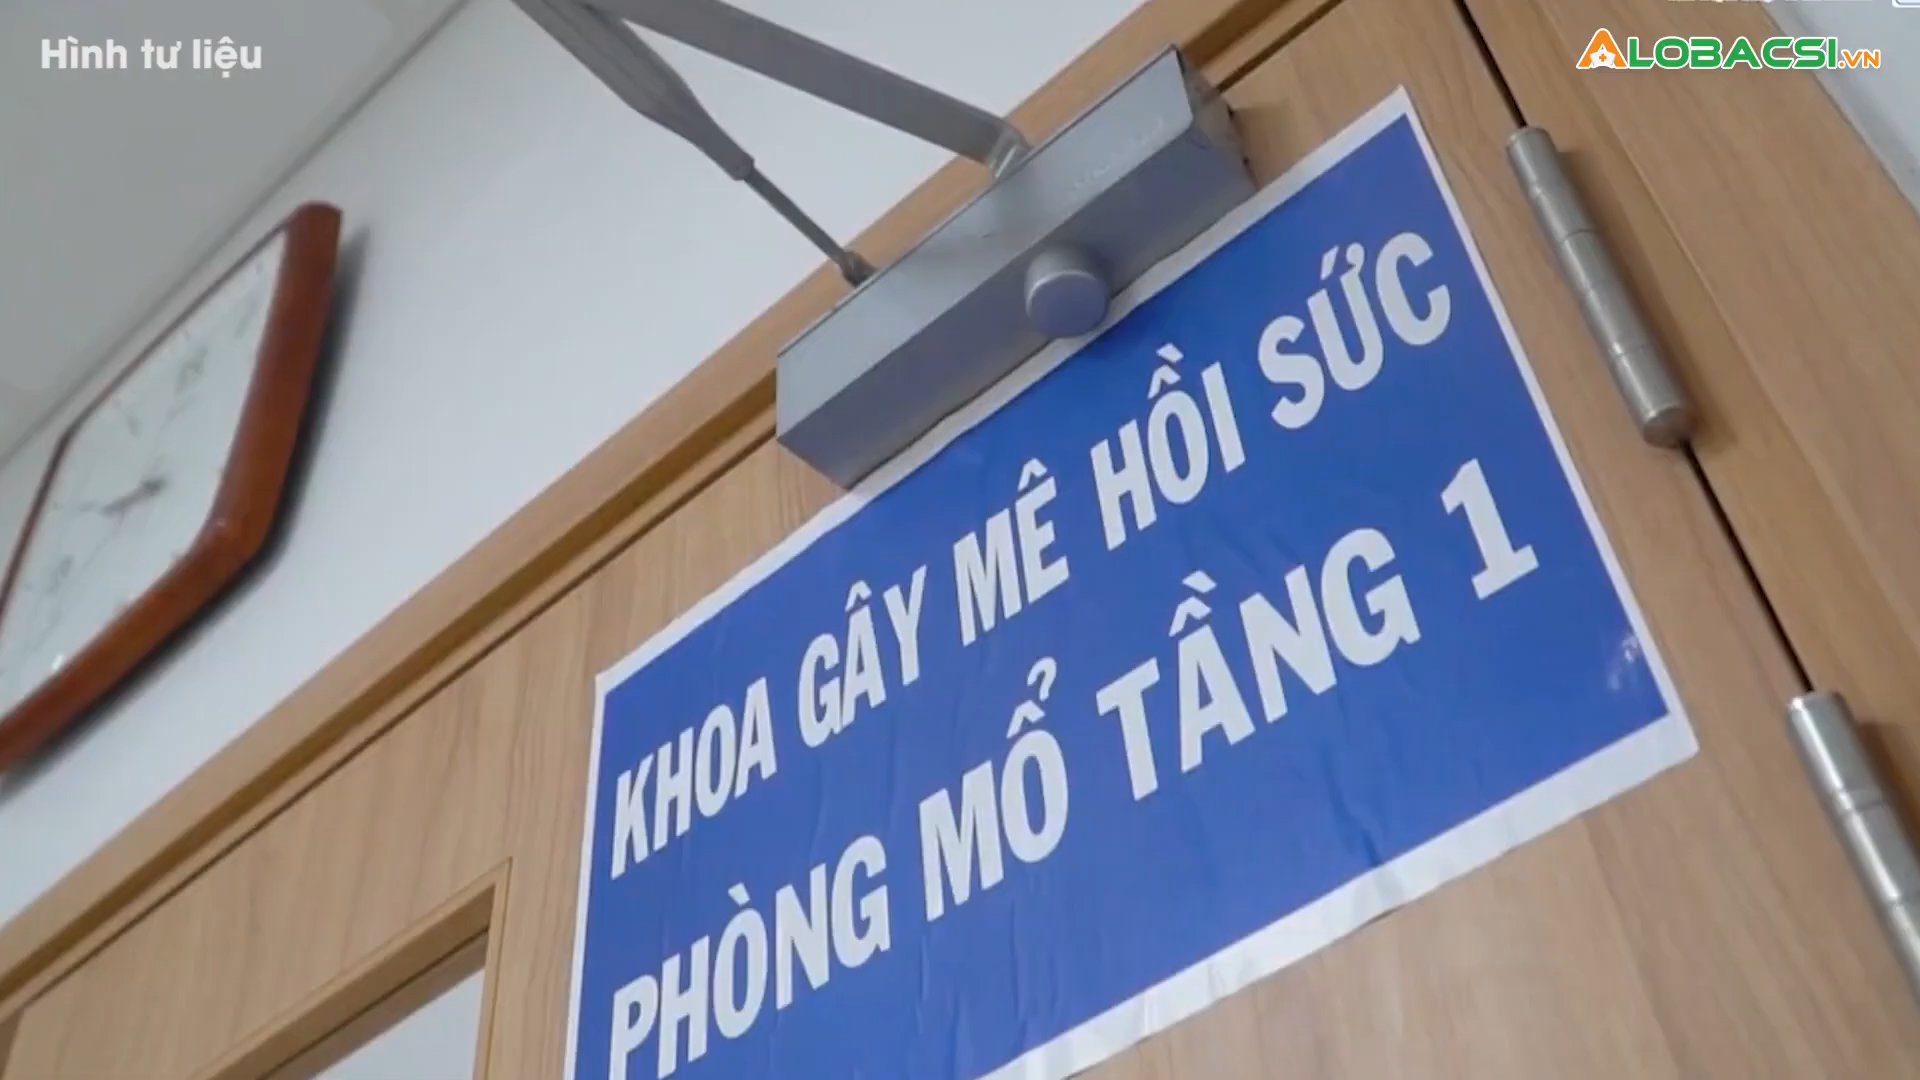 Hình tư liệu
ALOBACSI.VN
KHOA GÂY MÊ HỒI SỨC
PHÒNG MỔ TẦNG 1